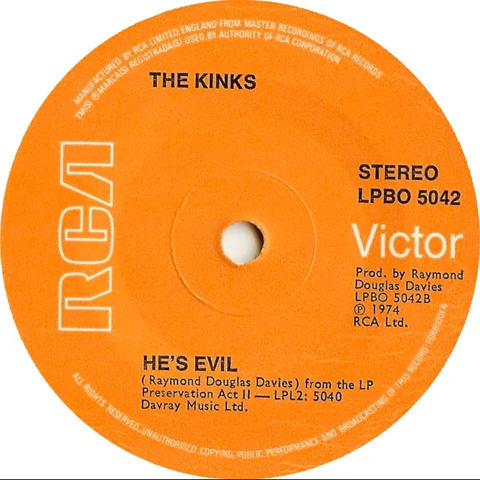 MANUFACTURED BY RCA LIMITED, ENGLAND FROM MASTER RECORDINGS OF RCA RECORDS
TM(S) ® MARCA(S) REGISTRADA(S) USED BY AUTHORITY OF RCA CORPORATION
THE KINKS
RCA
STEREO
LPBO 5042
Victor
Prod. by Raymond
Douglas Davies
LPBO 5042B
℗ 1974
RCA Ltd.
HE'S EVIL
(Raymond Douglas Davies) from the LP
Preservation Act II — LPL2: 5040
Davray Music Ltd.
ALL RIGHTS RESERVED. UNAUTHORISED COPYING, PUBLIC PERFORMANCE AND BROADCASTING OF THIS RECORD FORBIDDEN